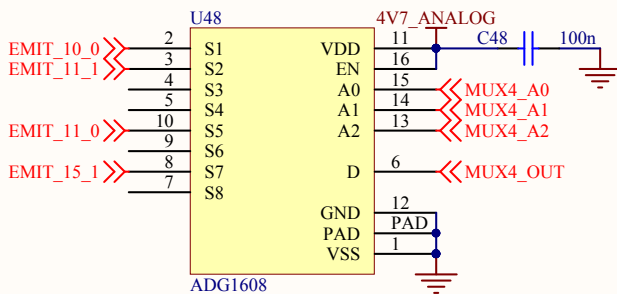 U48
4V7_ANALOG
EMIT_10_0 2 S1 VDD 11 C48 100n
EMIT_11_1 3 S2 EN 16
4 S3 A0 15 MUX4_A0
5 S4 A1 14 MUX4_A1
EMIT_11_0 10 S5 A2 13 MUX4_A2
9 S6
EMIT_15_1 8 S7 D 6 MUX4_OUT
7 S8
GND 12
PAD PAD
VSS 1
ADG1608